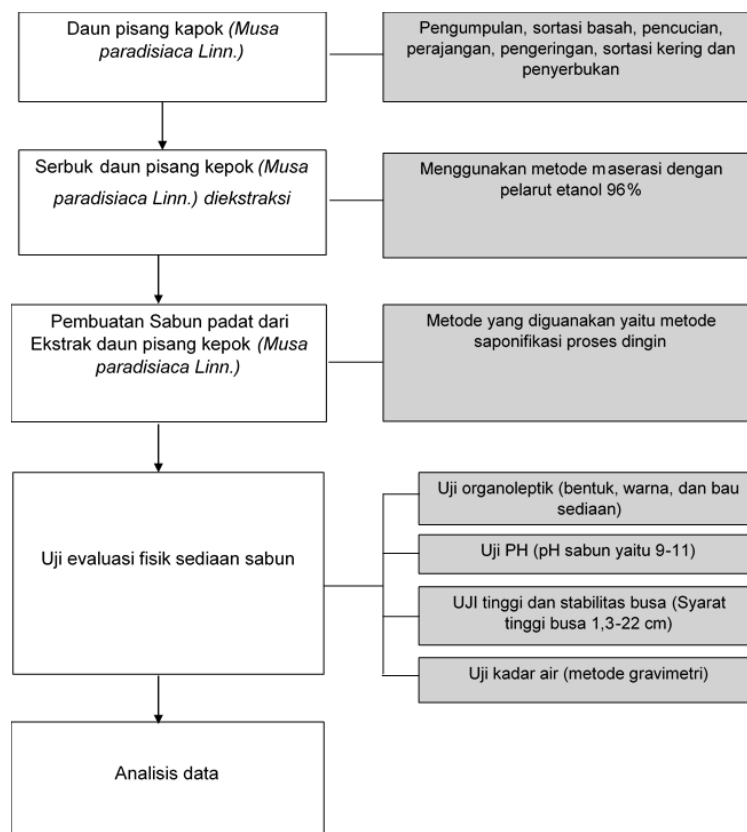 Daun pisang kapok (Musa
paradisiaca Linn.)
Pengumpulan, sortasi basah, pencucian,
perajangan, pengeringan, sortasi kering dan
penyerbukan
Serbuk daun pisang kepok (Musa
paradisiaca Linn.) diekstraksi
Menggunakan metode maserasi dengan
pelarut etanol 96%
Pembuatan Sabun padat dari
Ekstrak daun pisang kepok (Musa
paradisiaca Linn.)
Metode yang diguanakan yaitu metode
saponifikasi proses dingin
Uji evaluasi fisik sediaan sabun
Uji organoleptik (bentuk, warna, dan bau
sediaan)
Uji PH (pH sabun yaitu 9-11)
UJI tinggi dan stabilitas busa (Syarat
tinggi busa 1,3-22 cm)
Uji kadar air (metode gravimetri)
Analisis data